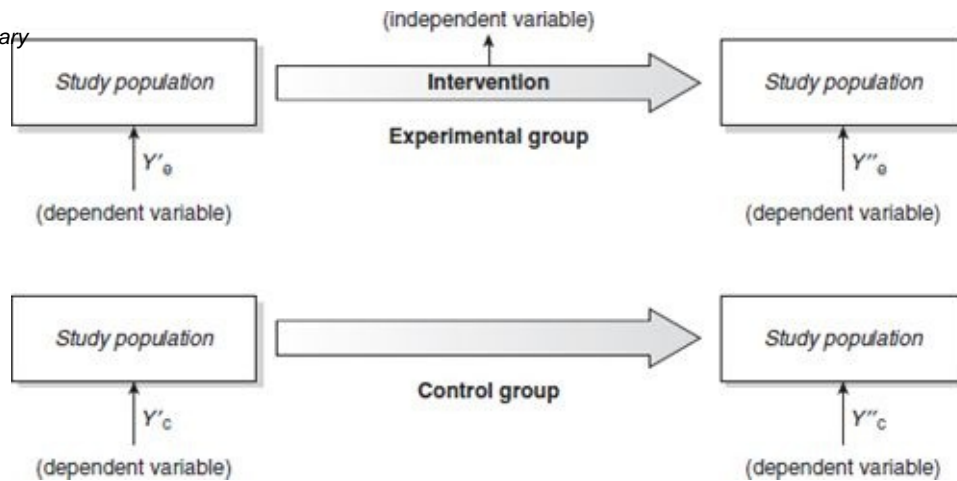 (independent variable)
ary
Study population
Intervention
Study population
Experimental group
Y′e
Y″e
(dependent variable)
(dependent variable)
Study population
Study population
Control group
Y′c
Y″c
(dependent variable)
(dependent variable)